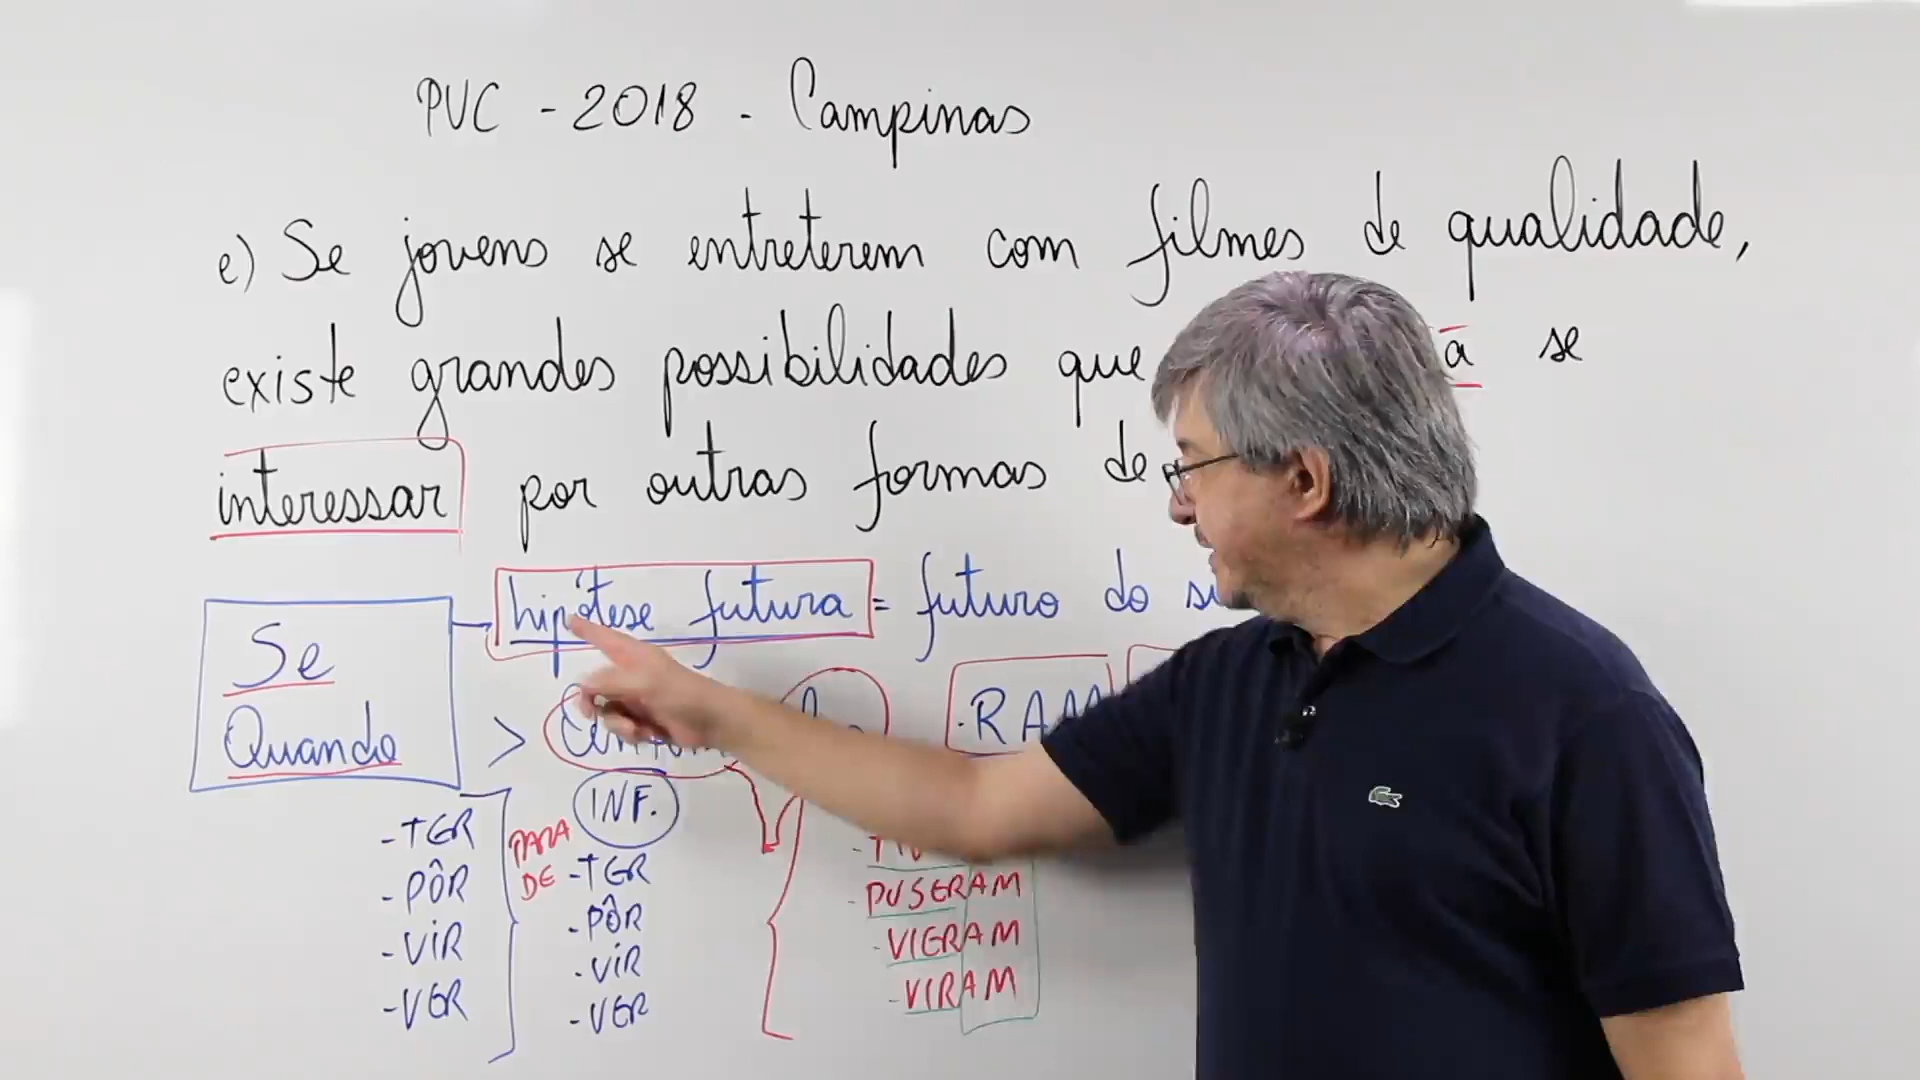 PUC - 2018 - Campinas
e) Se jovens se entreterem com filmes de qualidade,
existe grandes possibilidades que a se
interessar por outras formas de
Se
Quando
hipótese futura = futuro do
> INF.
.RAM
-TER
-PÔR
-VIR
-VER
PARA
DE
-TER
-PÔR
-VIR
-VER
-PUSERAM
-VIERAM
-VIRAM